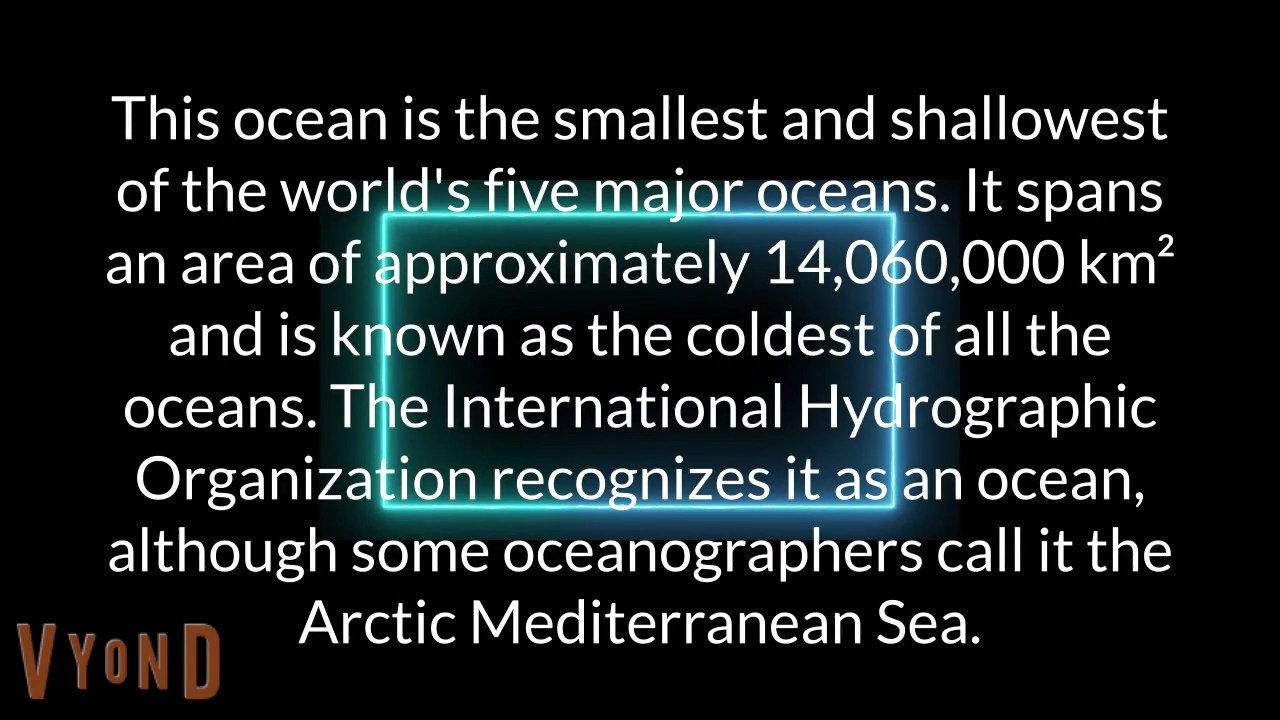 This ocean is the smallest and shallowest
of the world's five major oceans. It spans
an area of approximately 14,060,000 km²
and is known as the coldest of all the
oceans. The International Hydrographic
Organization recognizes it as an ocean,
although some oceanographers call it the
Arctic Mediterranean Sea.
VYOND